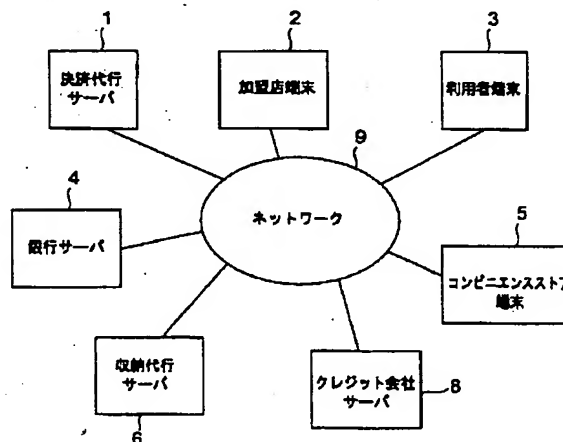 1
2
3
決済代行
サーバ
加盟店端末
利用者端末
9
4
ネットワーク
5
銀行サーバ
コンビニエンスストア
端末
収納代行
サーバ
クレジット会社
サーバ
8
6